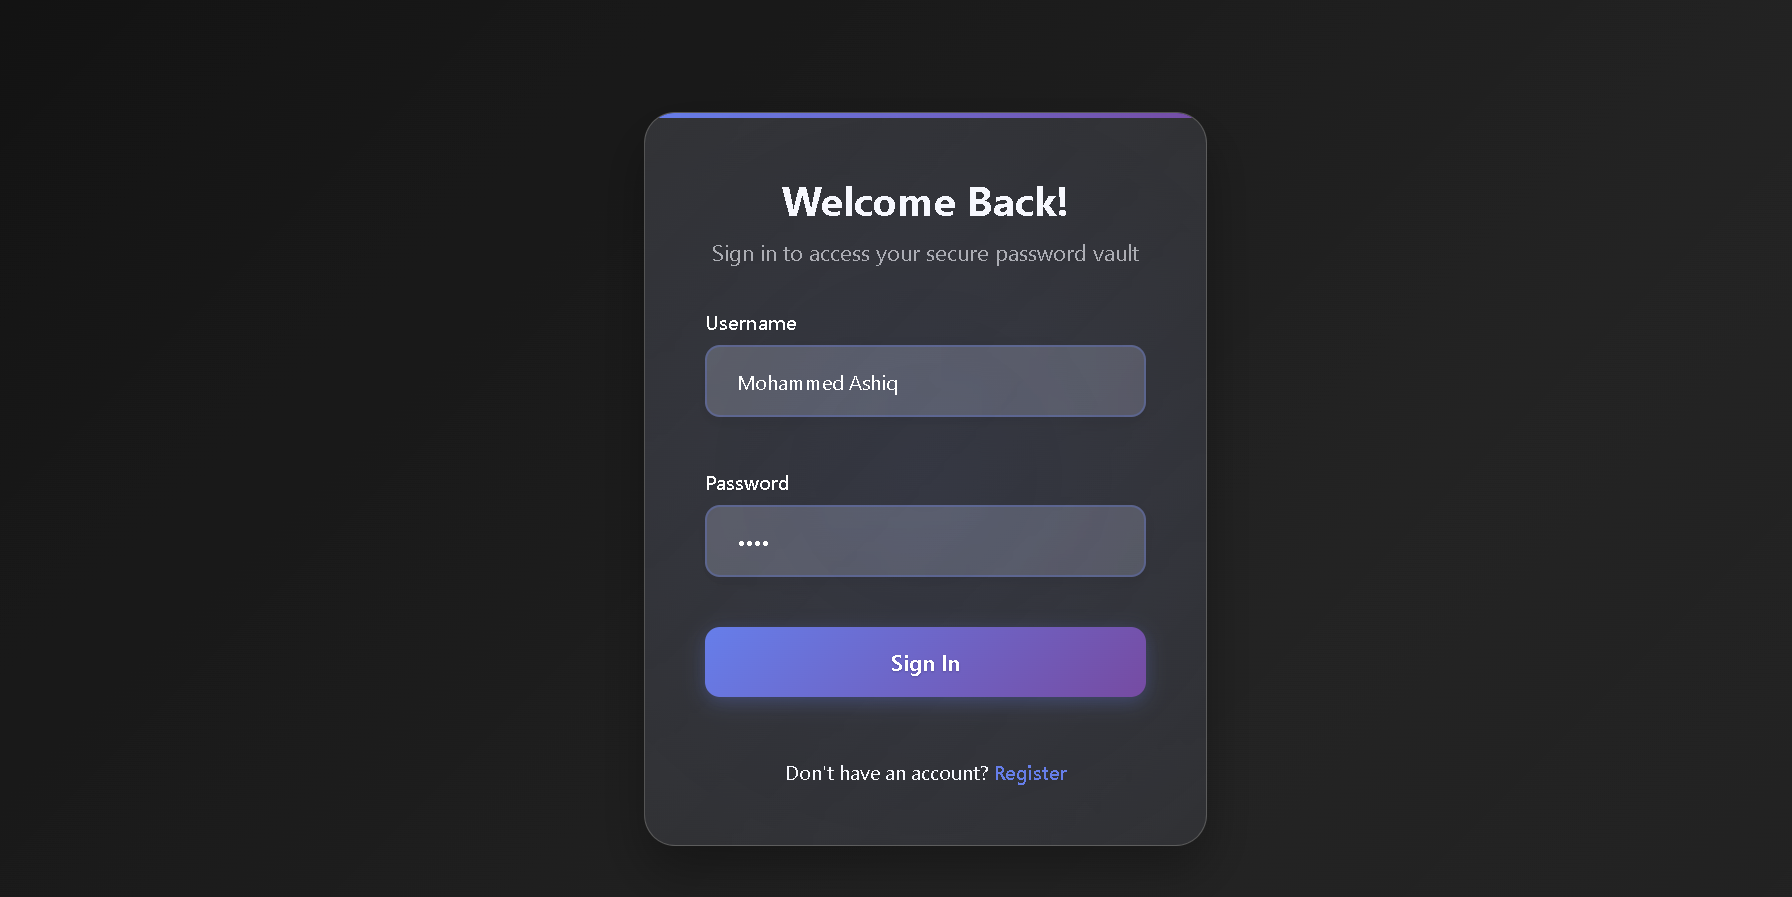 Welcome Back!
Sign in to access your secure password vault
Username
Mohammed Ashiq
Password
••••
Sign In
Don't have an account? Register